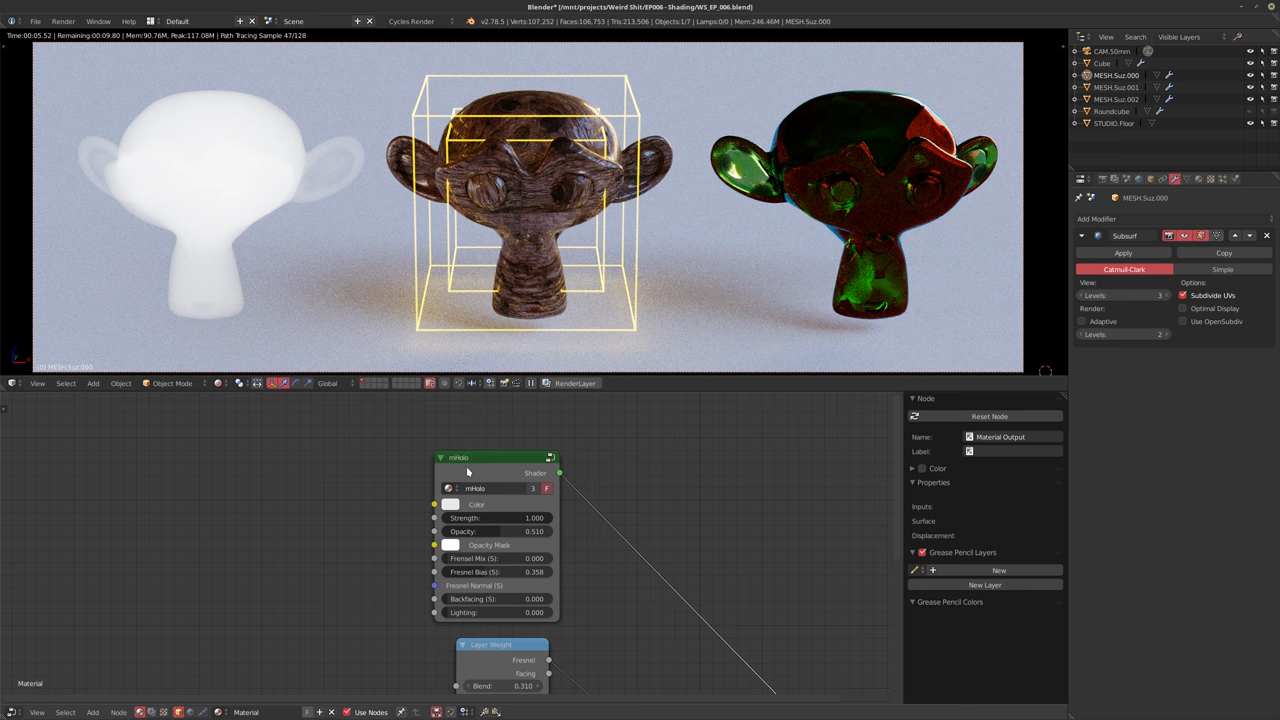 Blender* [/mnt/projects/Weird Shit/EP006 - Shading/WS_EP_006.blend]
File Render Window Help Default Scene Cycles Render v2.78.5 | Verts:107,252 | Faces:106,753 | Tris:213,506 | Objects:1/7 | Lamps:0/0 | Mem:246.46M | MESH.Suz.000
Time:00:05.52 | Remaining:00:09.80 | Mem:90.76M, Peak:117.08M | Path Tracing Sample 47/128
View Search Visible Layers
CAM.50mm
Cube
MESH.Suz.000
MESH.Suz.001
MESH.Suz.002
Roundcube
STUDIO.Floor
MESH.Suz.000
Add Modifier
Subsurf
Apply Copy
Catmull-Clark Simple
View: Options:
Levels: 3 Subdivide UVs
Render: Optimal Display
Adaptive Use OpenSubdiv
Levels: 2
(0) MESH.Suz.000
View Select Add Object Object Mode Global RenderLayer
mHolo
Shader
mHolo 3 F
Color
Strength: 1.000
Opacity: 0.510
Opacity Mask
Frensel Mix (S): 0.000
Fresnel Bias (S): 0.358
Fresnel Normal (S)
Backfacing (S): 0.000
Lighting: 0.000
Layer Weight
Fresnel
Facing
Blend: 0.310
Material
Node
Reset Node
Name: Material Output
Label:
Color
Properties
Inputs:
Surface
Displacement
Grease Pencil Layers
New
New Layer
Grease Pencil Colors
View Select Add Node Material F Use Nodes